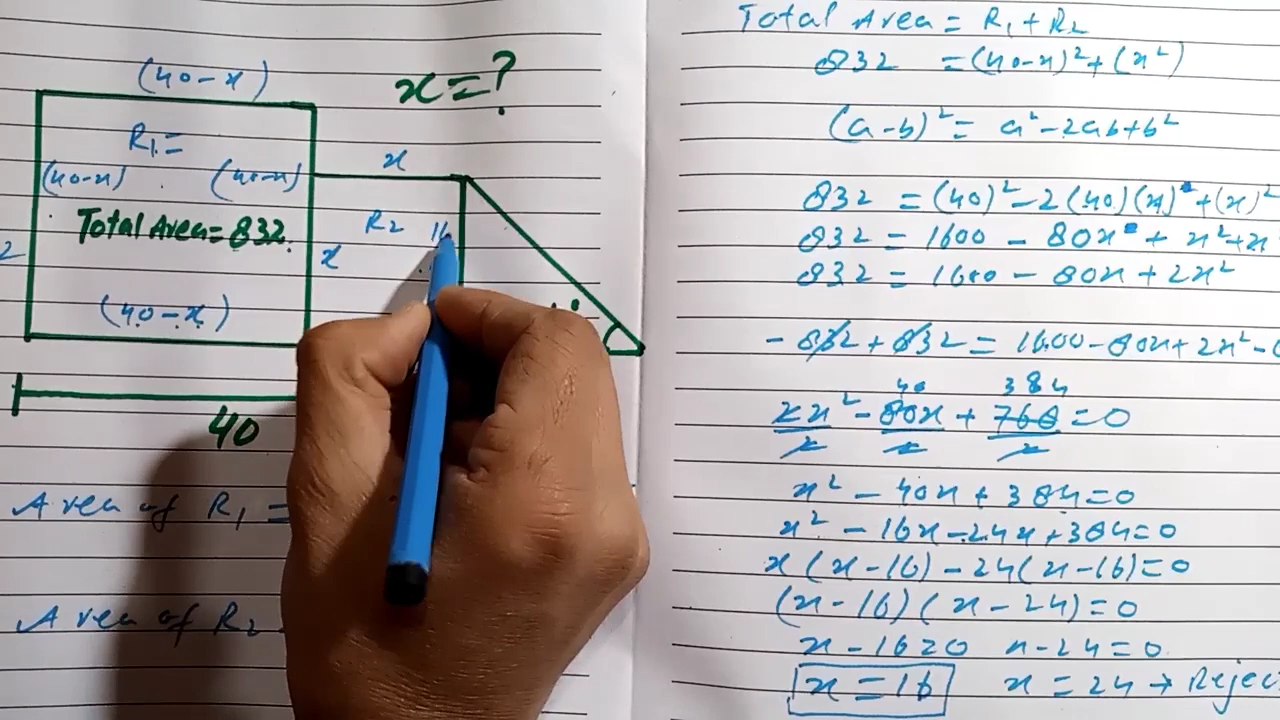 (40-x)
x=?
R₁=
x
(40-x) (40-x)
Total Area=832
R2 16
2
x
(40-x)
40
Area of R₁ =
Area of R₂
Total Area = R₁+R₂
832 =(40-x)²+(x²)
(a-b)²= a²-2ab+b²
832 =(40)²-2(40)(x)+(x)²
832 = 1600 - 80x + x²+x
832 = 1600 - 80x + 2x²
- 832 + 832 = 1600-80x+2x²-
40 384
2x² - 80x + 768 =0
2 2 2
x² - 40x + 384=0
x² - 16x-24x+384=0
x(x-16)-24(x-16)=0
(x-16)(x-24)=0
x-16=0 x-24=0
x=16 x=24→Rejec